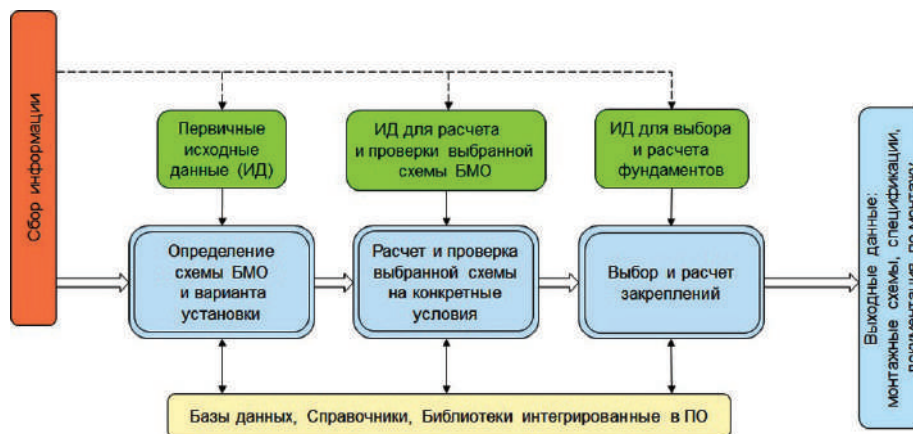 Сбор информации
Первичные
исходные
данные (ИД)
ИД для расчета
и проверки выбранной
схемы БМО
ИД для выбора
и расчета
фундаментов
Определение
схемы БМО
и варианта
установки
Расчет и проверка
выбранной схемы
на конкретные
условия
Выбор и расчет
закреплений
Выходные данные:
монтажные схемы, спецификации,
Базы данных, Справочники, Библиотеки интегрированные в ПО